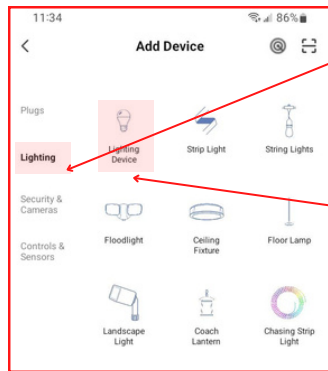 11:34
86%
Add Device
Plugs
Lighting
Security &
Cameras
Controls &
Sensors
Lighting
Device
Strip Light
String Lights
Floodlight
Ceiling
Fixture
Floor Lamp
Landscape
Light
Coach
Lantern
Chasing Strip
Light